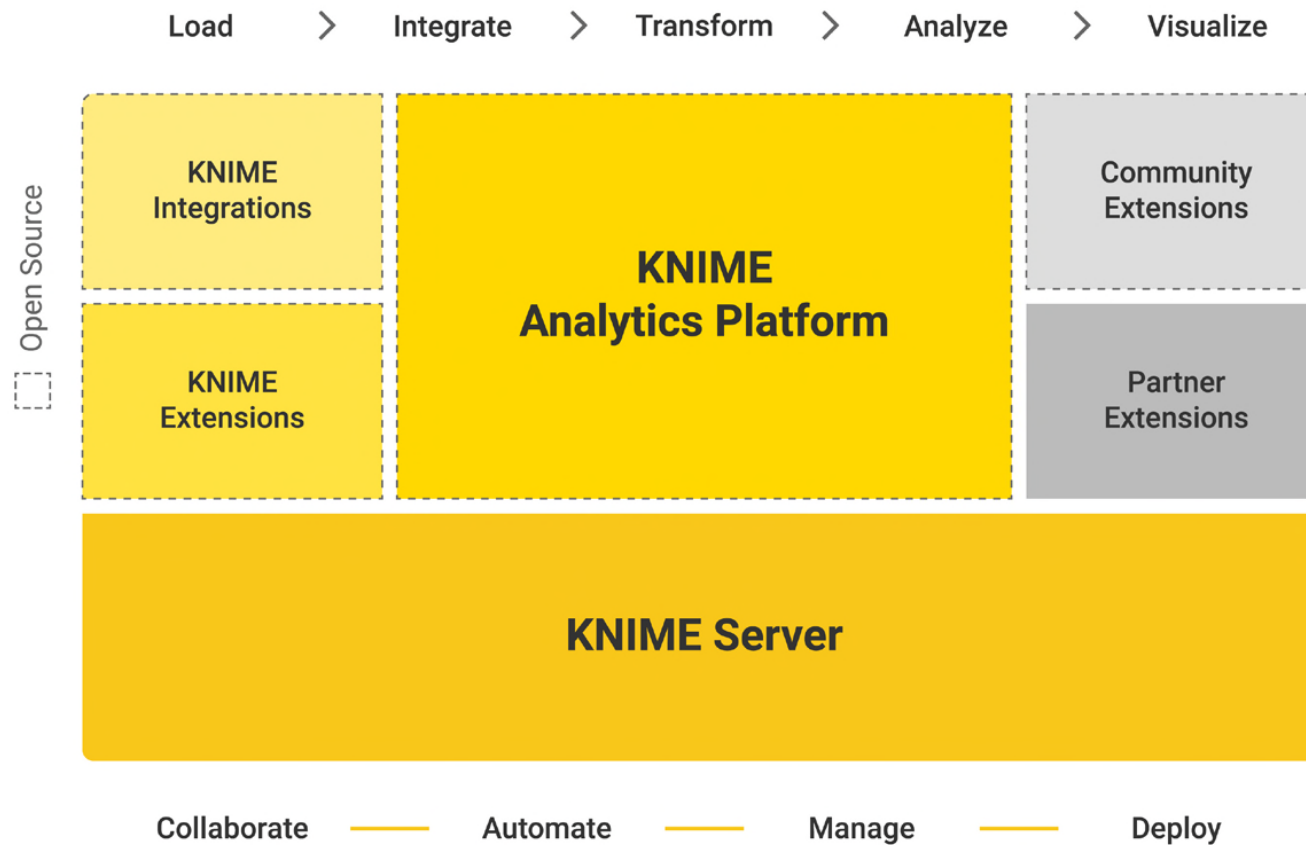 Load > Integrate > Transform > Analyze > Visualize
KNIME
Integrations
KNIME
Analytics Platform
Community
Extensions
Open Source
KNIME
Extensions
Partner
Extensions
KNIME Server
Collaborate — Automate — Manage — Deploy